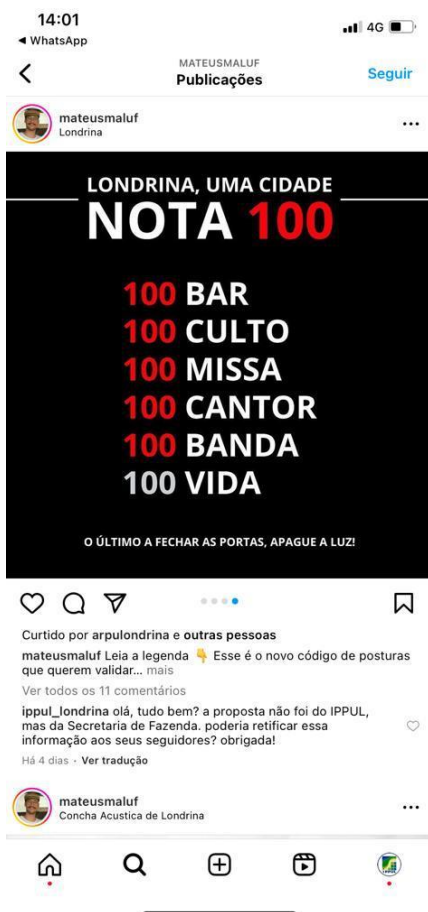 14:01
4G
◄ WhatsApp
MATEUSMALUF
Publicações
Seguir
mateusmaluf
Londrina
LONDRINA, UMA CIDADE
NOTA 100
100 BAR
100 CULTO
100 MISSA
100 CANTOR
100 BANDA
100 VIDA
O ÚLTIMO A FECHAR AS PORTAS, APAGUE A LUZ!
Curtido por arpulondrina e outras pessoas
mateusmaluf Leia a legenda 👇 Esse é o novo código de posturas
que querem validar... mais
Ver todos os 11 comentários
ippul_londrina olá, tudo bem? a proposta não foi do IPPUL,
mas da Secretaria de Fazenda. poderia retificar essa
informação aos seus seguidores? obrigada!
Há 4 dias · Ver tradução
mateusmaluf
Concha Acustica de Londrina